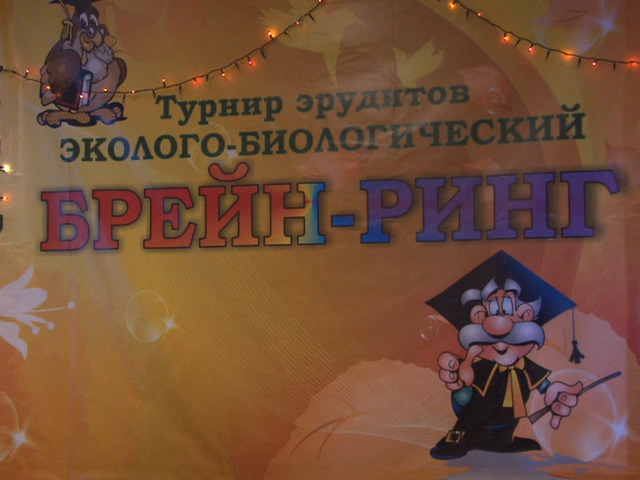 Турнир эрудитов
ЭКОЛОГО-БИОЛОГИЧЕСКИЙ
БРЕЙН-РИНГ